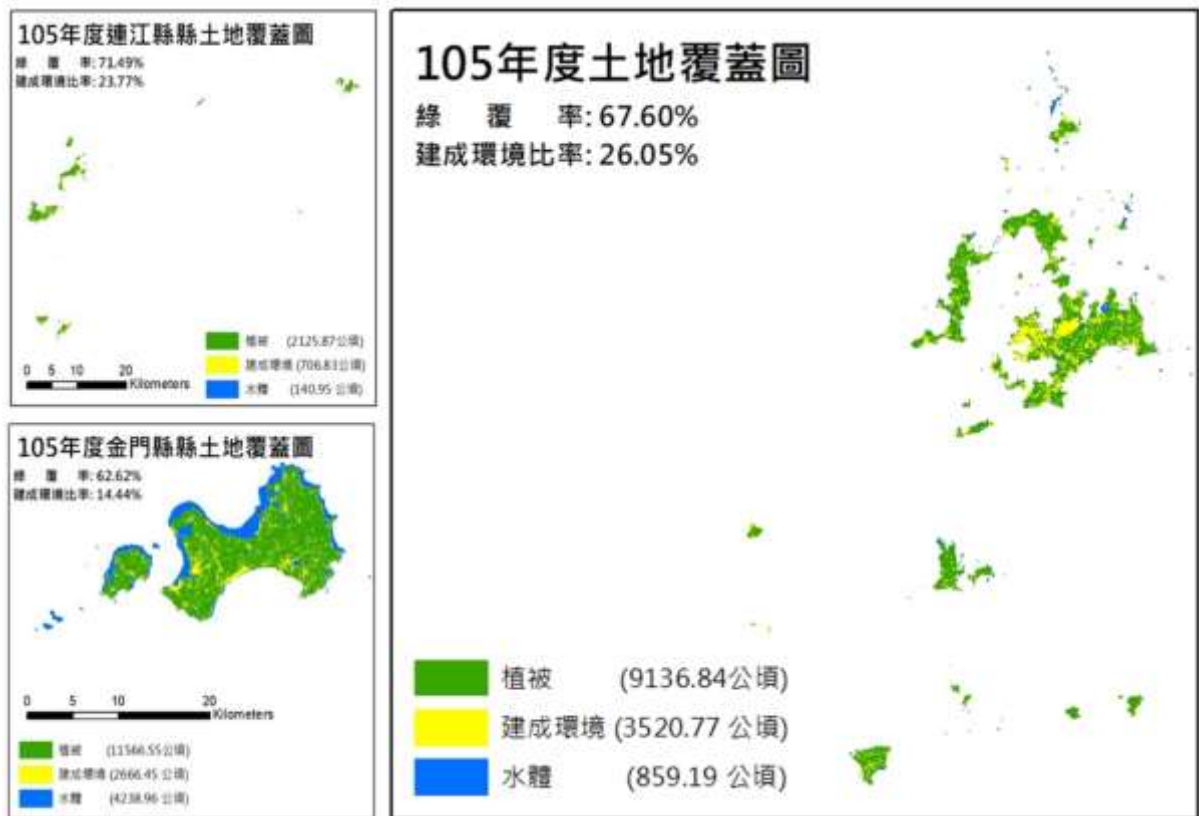 105年度連江縣縣土地覆蓋圖
綠 覆 率: 71.49%
建成環境比率: 23.77%
植被 (2125.87公頃)
建成環境 (706.83公頃)
水體 (140.95 公頃)
0 5 10 20
Kilometers
105年度金門縣縣土地覆蓋圖
綠 覆 率: 62.62%
建成環境比率: 14.44%
0 5 10 20
Kilometers
植被 (11566.55公頃)
建成環境 (2666.45 公頃)
水體 (4238.96 公頃)
105年度土地覆蓋圖
綠 覆 率: 67.60%
建成環境比率: 26.05%
植被 (9136.84公頃)
建成環境 (3520.77 公頃)
水體 (859.19 公頃)